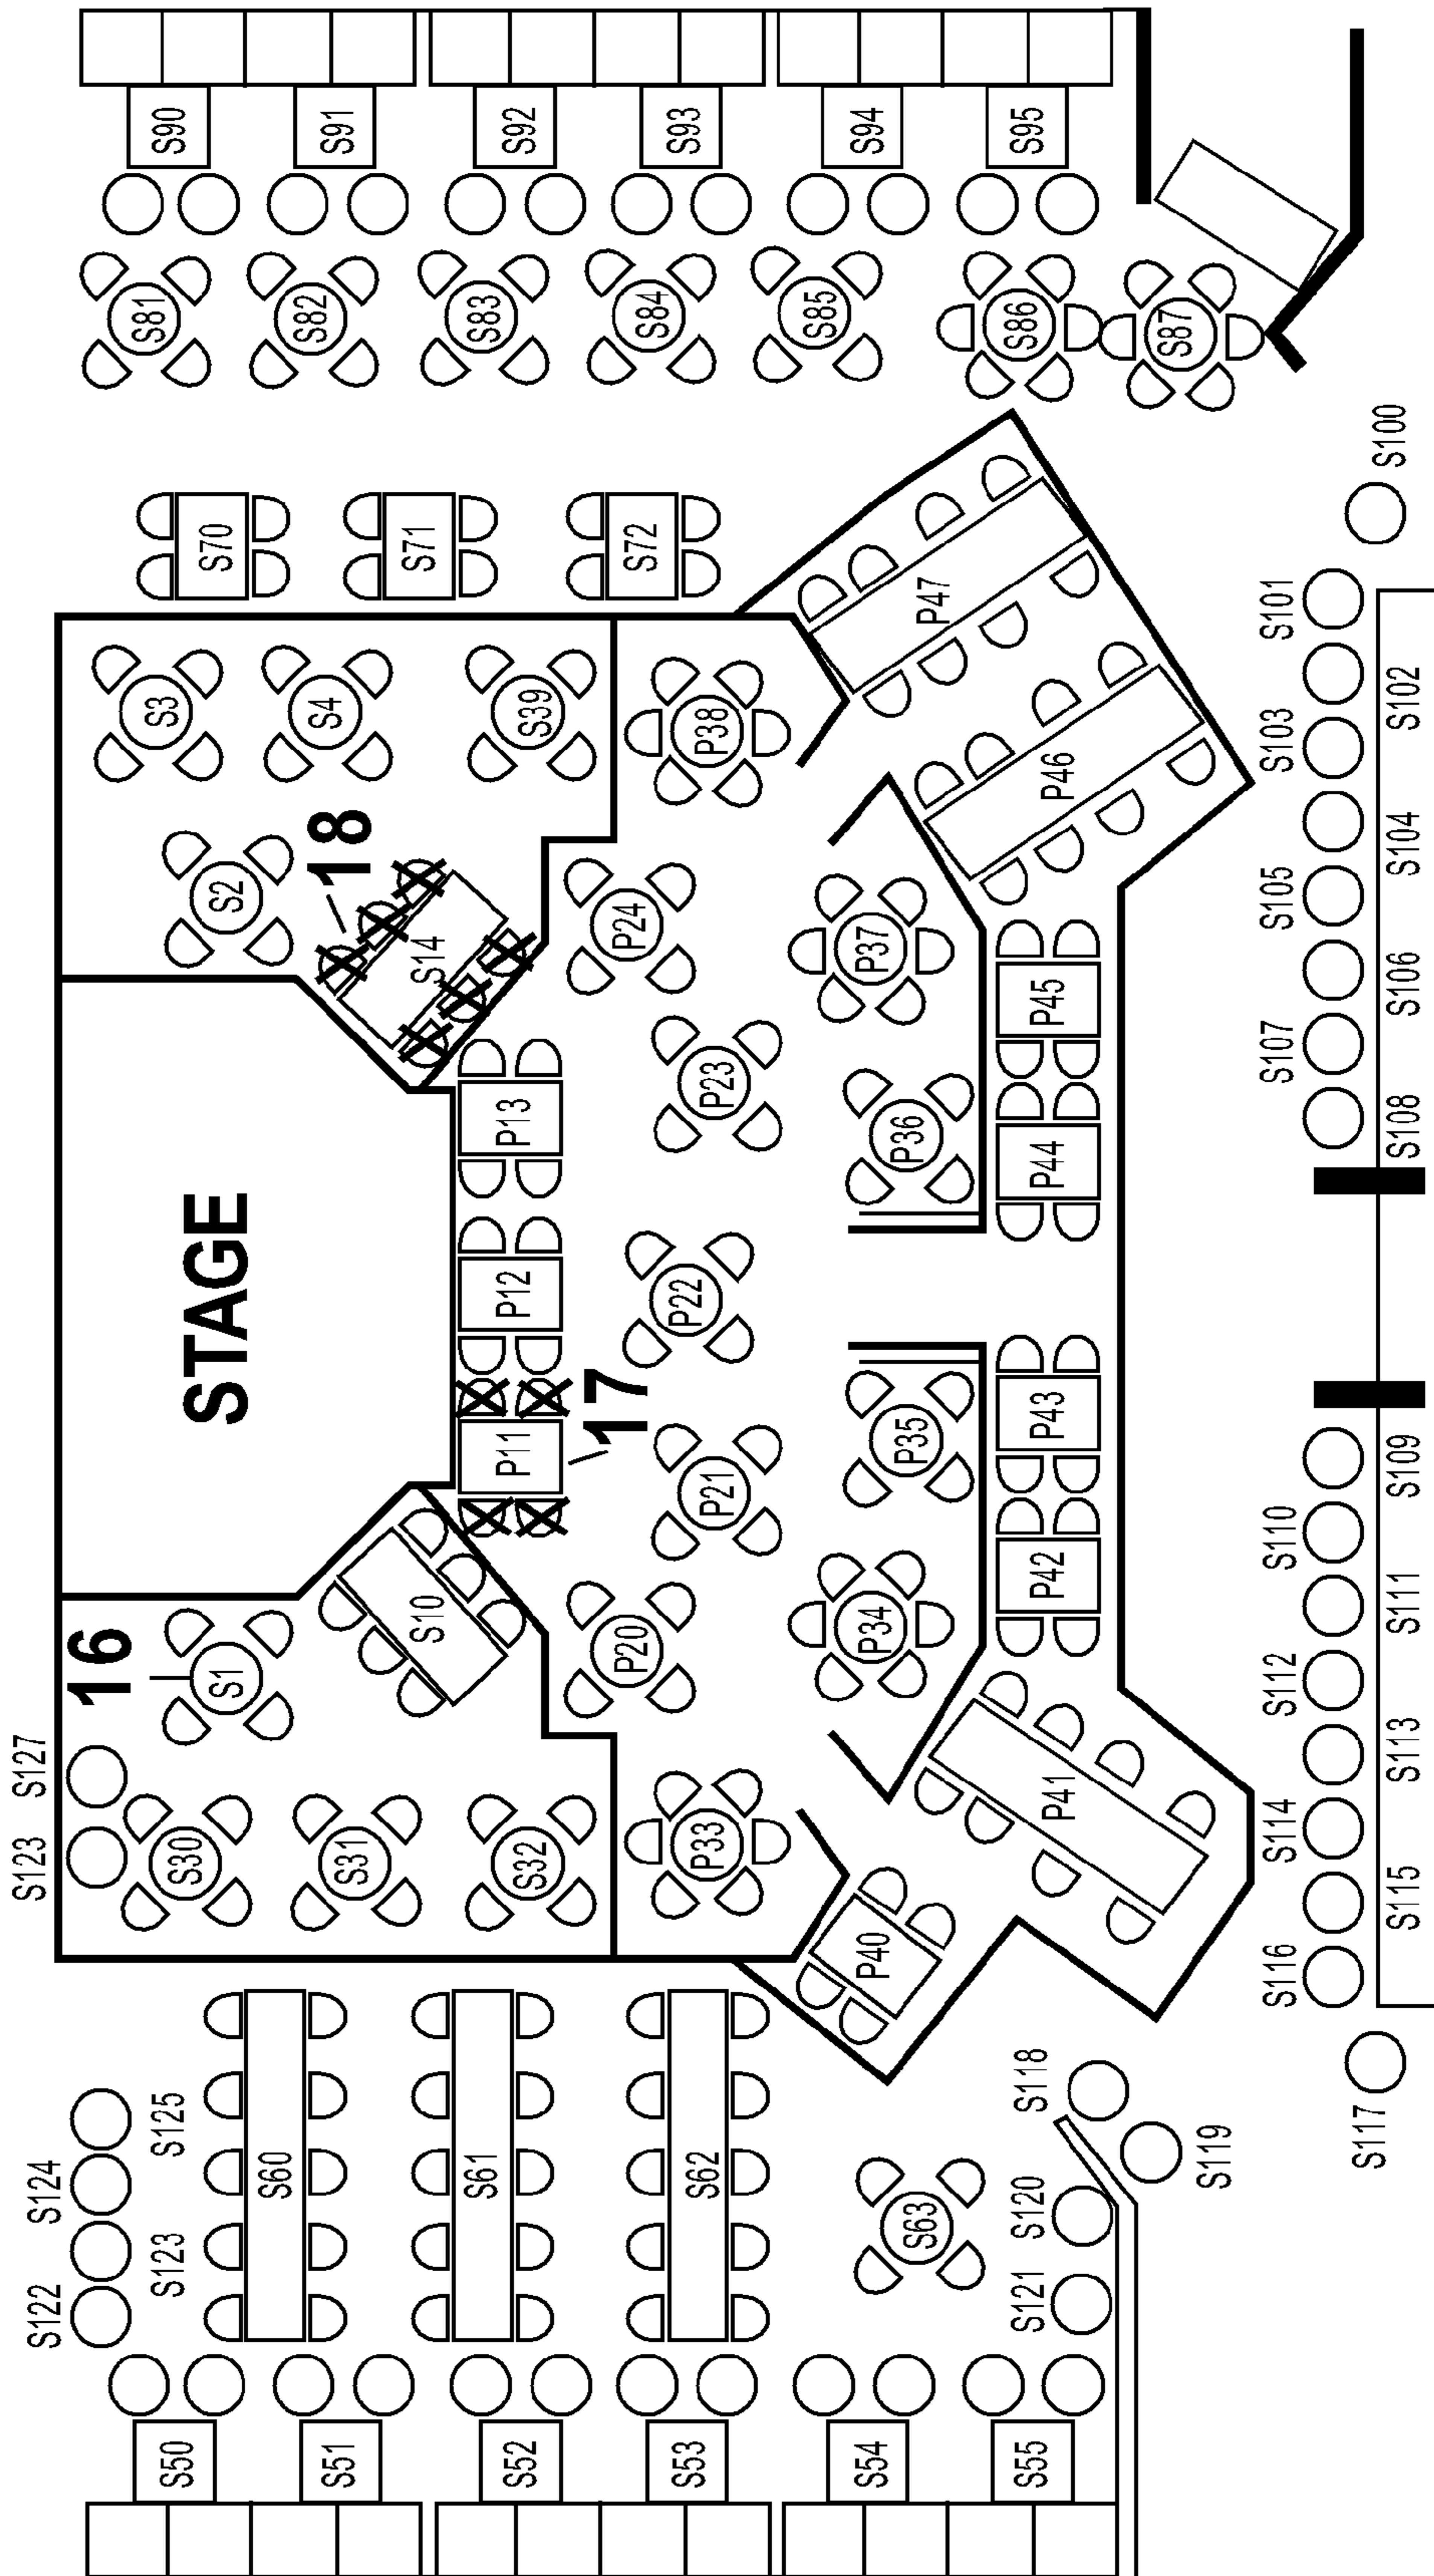 S122
S124
S123
S127
16
S50
S123
S125
S30
S3
S81
S90
S1
STAGE
S2
S70
S60
S51
S31
18
S4
S82
S91
S10
S14
S71
S61
S52
S32
P11
P12
P13
S39
S83
S92
17
P20
P24
S72
S84
S53
S62
P33
P21
P22
P23
P38
S93
S85
S54
P40
P34
P37
S94
S63
P35
P36
P47
S55
S121
S120
S118
P41
P42
P43
P44
P45
P46
S86
S95
S87
S119
S116
S114
S112
S110
S107
S105
S103
S101
S117
S115
S113
S111
S109
S108
S106
S104
S102
S100